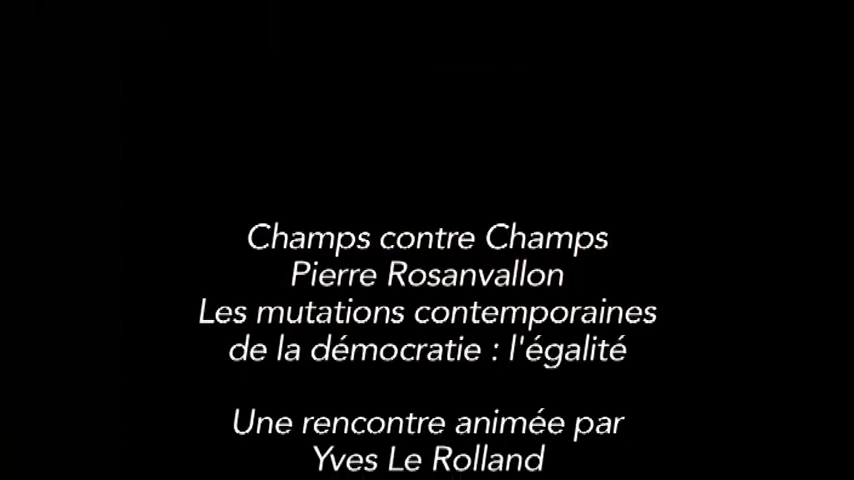 Champs contre Champs
Pierre Rosanvallon
Les mutations contemporaines
de la démocratie : l'égalité
Une rencontre animée par
Yves Le Rolland